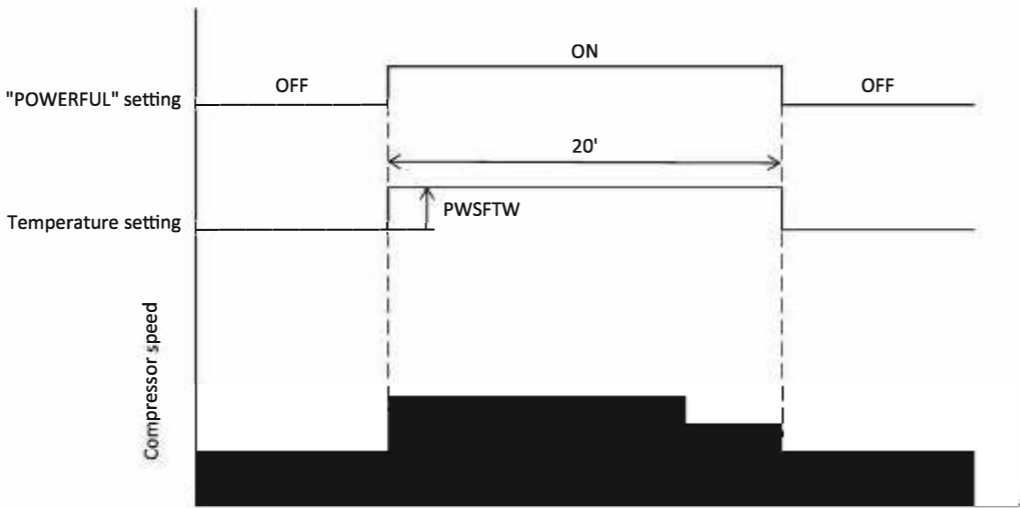 ON
OFF
OFF
"POWERFUL" setting
20'
PWSFTW
Temperature setting
Compressor speed